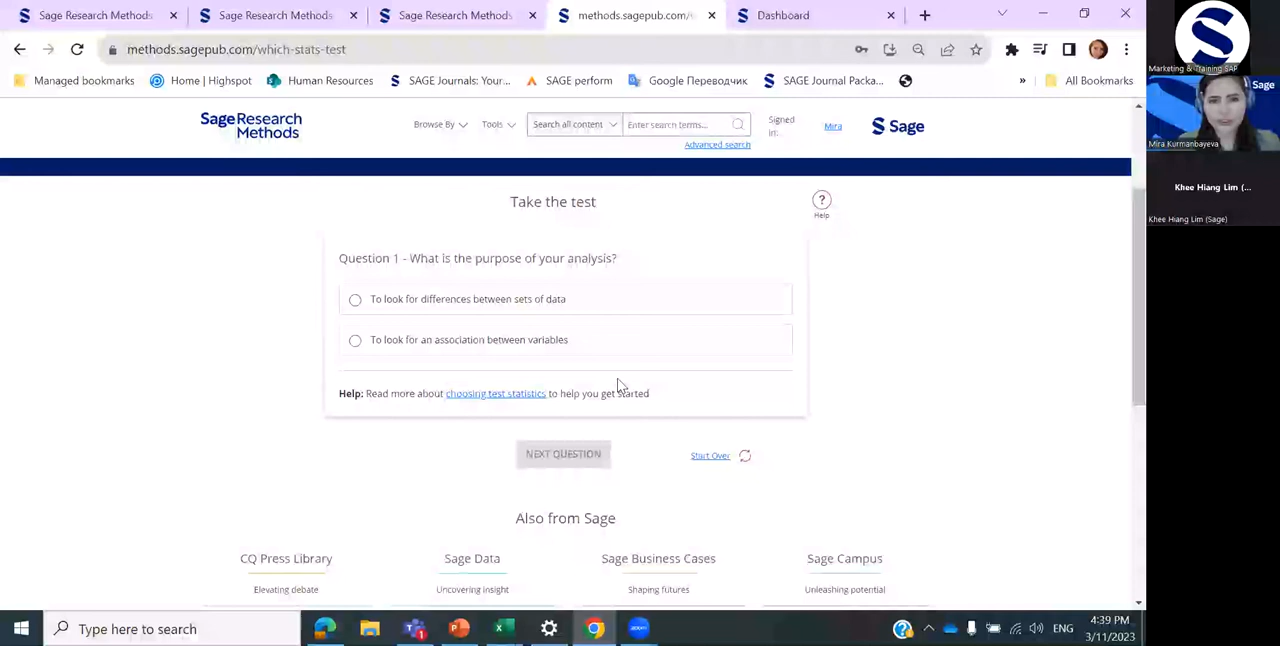 Sage Research Methods
Sage Research Methods
Sage Research Methods
methods.sagepub.com/
Dashboard
methods.sagepub.com/which-stats-test
Managed bookmarks
Home | Highspot
Human Resources
SAGE Journals
SAGE perform
Google Переводчик
SAGE Journal Packa...
»
All Bookmarks
Sage Research Methods
Browse By
Tools
Search all content
Enter search terms...
Advanced search
Signed in:
Mira
Sage
Take the test
?
Help
Question 1 - What is the purpose of your analysis?
To look for differences between sets of data
To look for an association between variables
Help: Read more about choosing test statistics to help you get started
NEXT QUESTION
Start Over
Also from Sage
CQ Press Library
Sage Data
Sage Business Cases
Sage Campus
Elevating debate
Uncovering insight
Shaping futures
Unleashing potential
Type here to search
ENG
4:39 PM
3/11/2023
Marketing & Training SAP
Sage
Mira Kurmanbayeva
Khee Hiang Lim (...
Khee Hiang Lim (Sage)